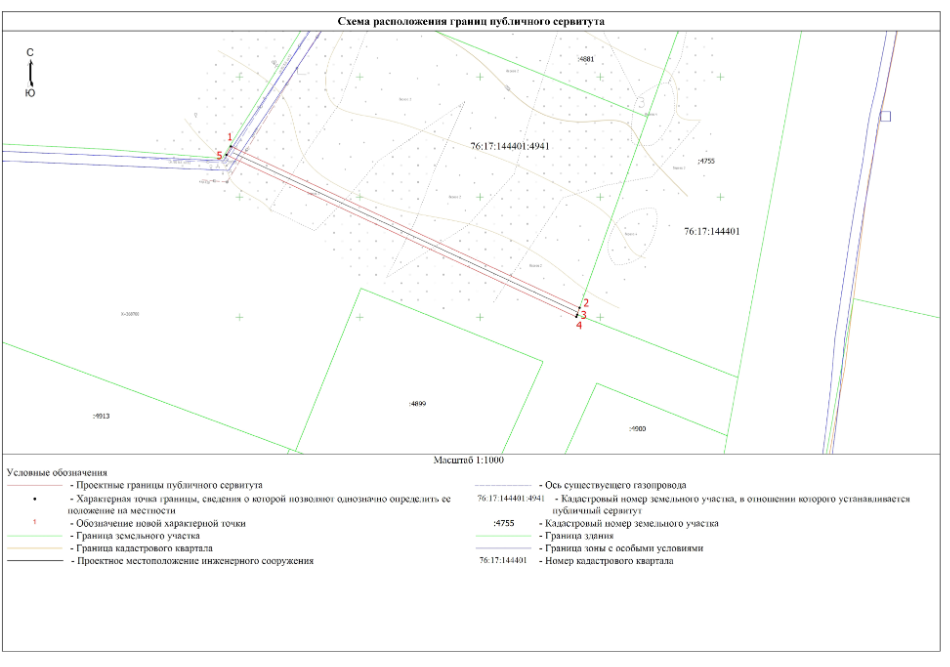 Схема расположения границ публичного сервитута
С
Ю
:4881
1
5
76:17:144401:4941
:4755
76:17:144401
2
3
4
:4913
:4899
:4900
Масштаб 1:1000
Условные обозначения
- Проектные границы публичного сервитута
- Характерная точка границы, сведения о которой позволяют однозначно определить ее
положение на местности
1 - Обозначение новой характерной точки
- Граница земельного участка
- Граница кадастрового квартала
- Проектное местоположение инженерного сооружения
- Ось существующего газопровода
76:17:144401:4941 - Кадастровый номер земельного участка, в отношении которого устанавливается
публичный сервитут
:4755 - Кадастровый номер земельного участка
- Граница здания
- Граница зоны с особыми условиями
76:17:144401 - Номер кадастрового квартала